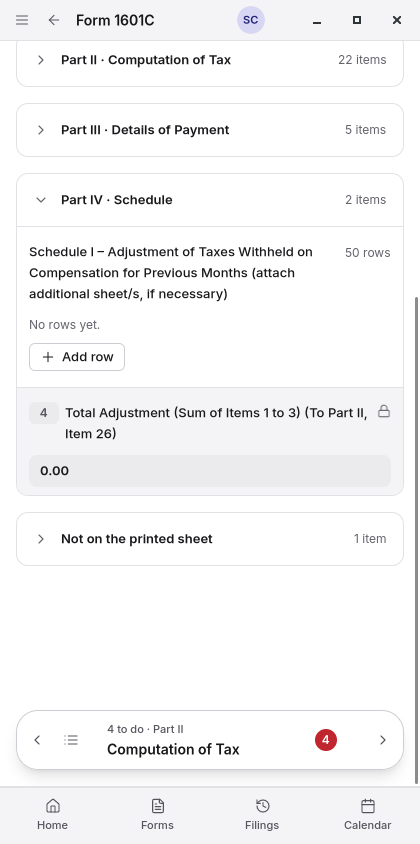 Form 1601C
SC
Part II · Computation of Tax
22 items
Part III · Details of Payment
5 items
Part IV · Schedule
2 items
Schedule I – Adjustment of Taxes Withheld on
Compensation for Previous Months (attach
additional sheet/s, if necessary)
50 rows
No rows yet.
Add row
4
Total Adjustment (Sum of Items 1 to 3) (To Part II,
Item 26)
0.00
Not on the printed sheet
1 item
4 to do · Part II
Computation of Tax
4
Home
Forms
Filings
Calendar